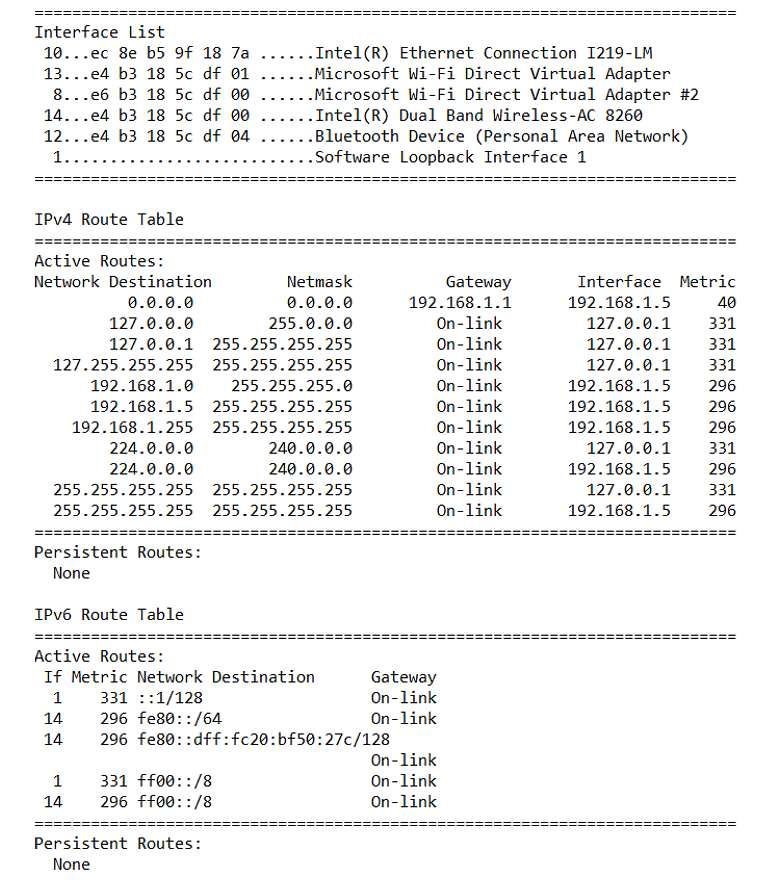 ===========================================================================
Interface List
 10...ec 8e b5 9f 18 7a ......Intel(R) Ethernet Connection I219-LM
 13...e4 b3 18 5c df 01 ......Microsoft Wi-Fi Direct Virtual Adapter
  8...e6 b3 18 5c df 00 ......Microsoft Wi-Fi Direct Virtual Adapter #2
 14...e4 b3 18 5c df 00 ......Intel(R) Dual Band Wireless-AC 8260
 12...e4 b3 18 5c df 04 ......Bluetooth Device (Personal Area Network)
  1...........................Software Loopback Interface 1
===========================================================================

IPv4 Route Table
===========================================================================
Active Routes:
Network Destination        Netmask          Gateway       Interface  Metric
          0.0.0.0          0.0.0.0      192.168.1.1      192.168.1.5     40
        127.0.0.0        255.0.0.0         On-link         127.0.0.1    331
        127.0.0.1  255.255.255.255         On-link         127.0.0.1    331
  127.255.255.255  255.255.255.255         On-link         127.0.0.1    331
      192.168.1.0    255.255.255.0         On-link       192.168.1.5    296
      192.168.1.5  255.255.255.255         On-link       192.168.1.5    296
    192.168.1.255  255.255.255.255         On-link       192.168.1.5    296
        224.0.0.0        240.0.0.0         On-link         127.0.0.1    331
        224.0.0.0        240.0.0.0         On-link       192.168.1.5    296
  255.255.255.255  255.255.255.255         On-link         127.0.0.1    331
  255.255.255.255  255.255.255.255         On-link       192.168.1.5    296
===========================================================================
Persistent Routes:
  None

IPv6 Route Table
===========================================================================
Active Routes:
 If Metric Network Destination      Gateway
  1    331 ::1/128                  On-link
 14    296 fe80::/64                On-link
 14    296 fe80::dff:fc20:bf50:27c/128
                                    On-link
  1    331 ff00::/8                 On-link
 14    296 ff00::/8                 On-link
===========================================================================
Persistent Routes:
  None